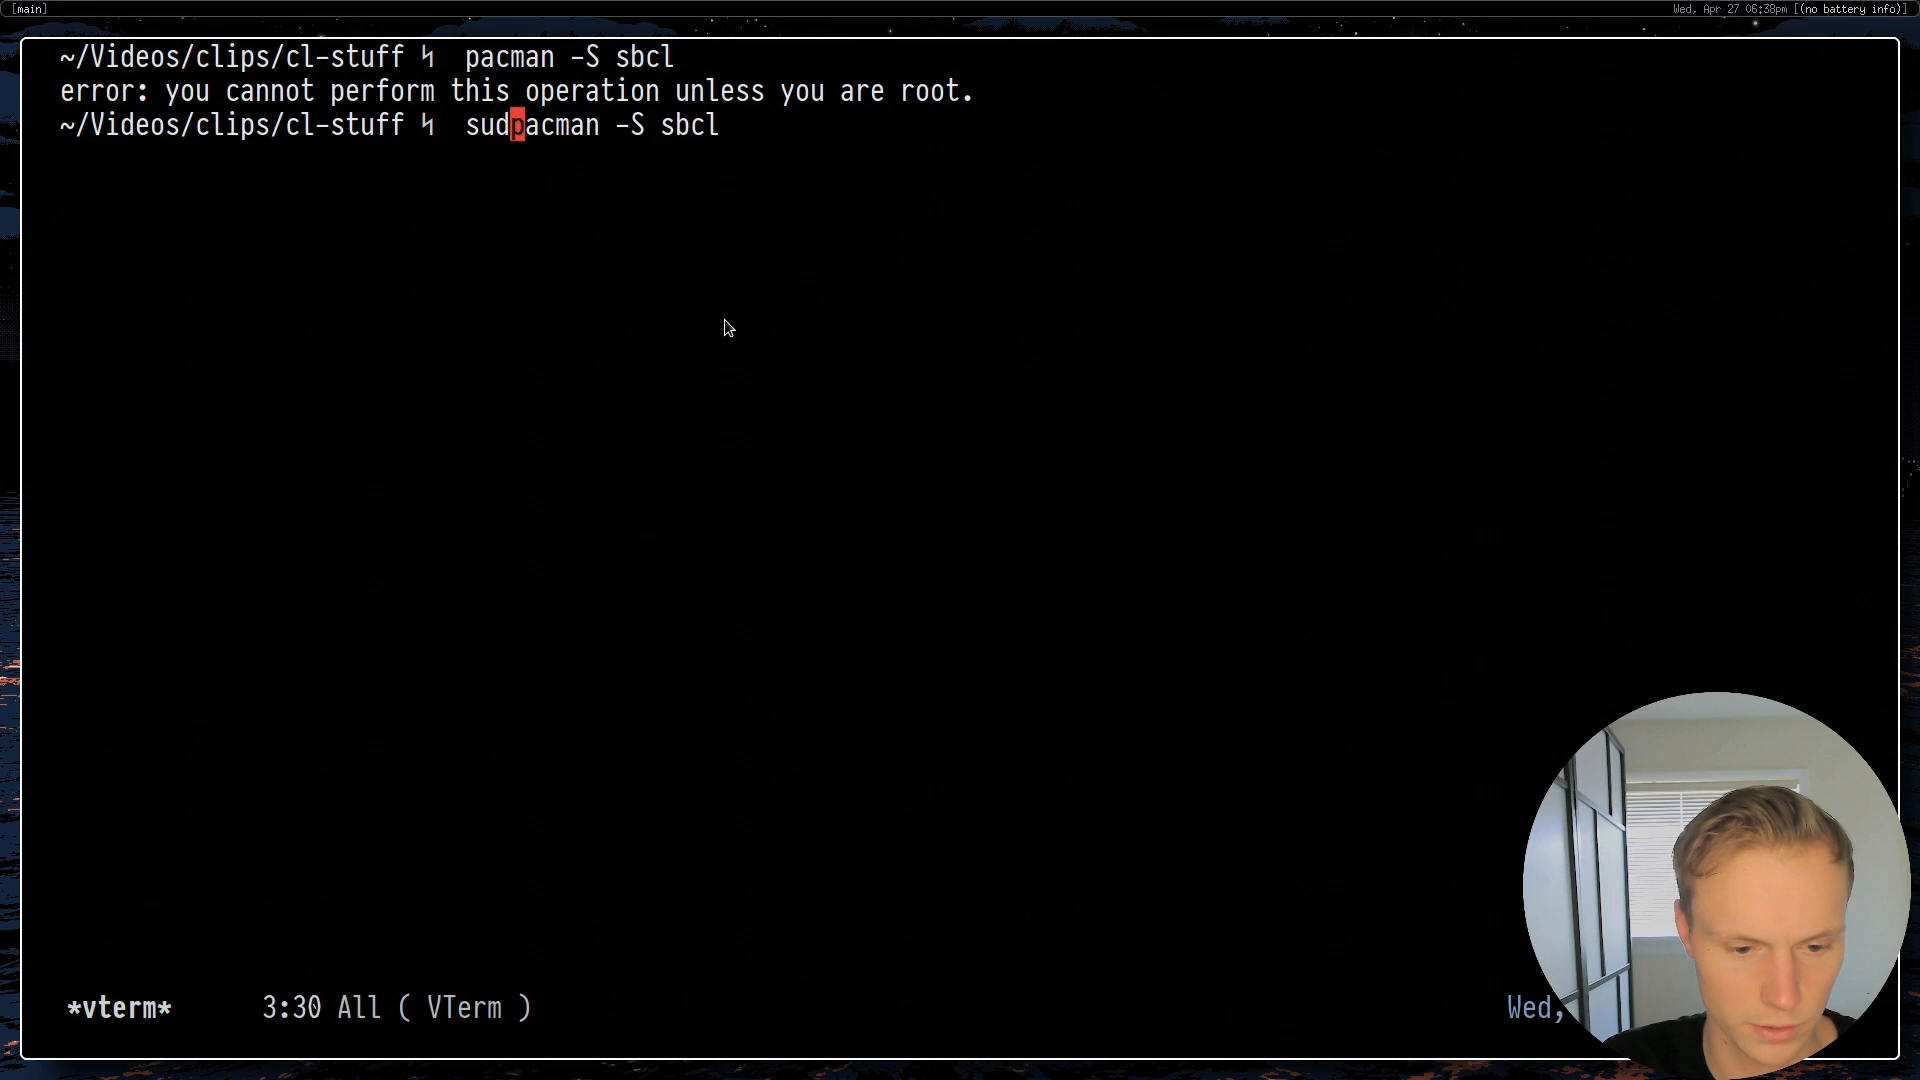 [main]
Wed, Apr 27 06:38pm [(no battery info)]
~/Videos/clips/cl-stuff ϟ pacman -S sbcl
error: you cannot perform this operation unless you are root.
~/Videos/clips/cl-stuff ϟ sudpacman -S sbcl
*vterm* 3:30 All ( VTerm )
Wed,